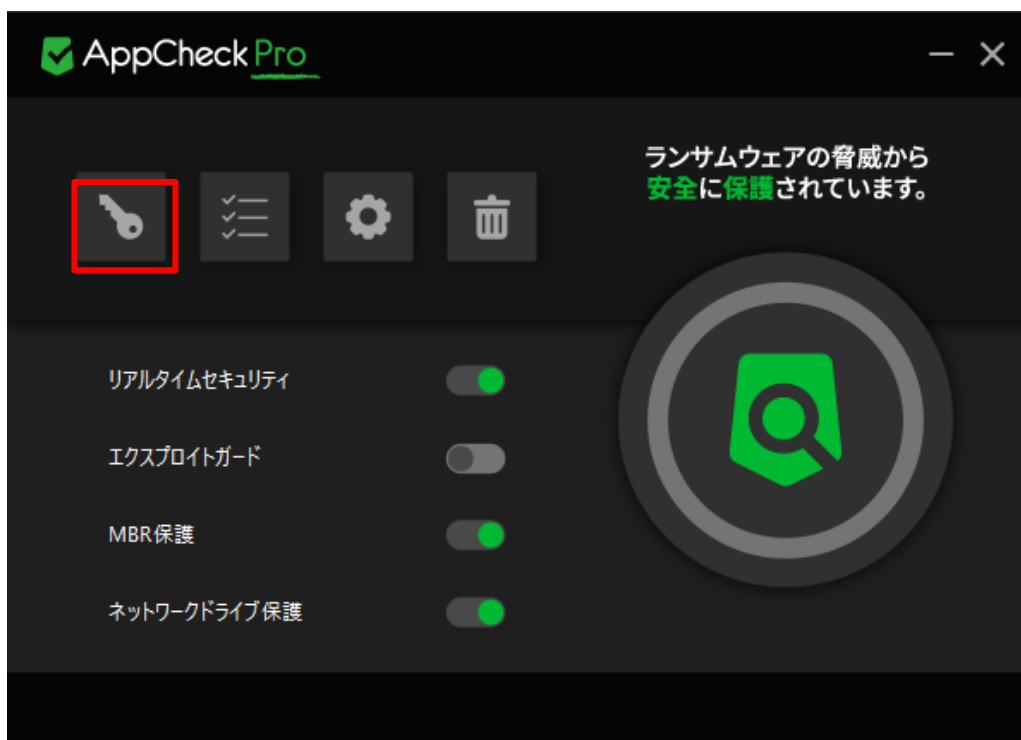 AppCheck Pro
ランサムウェアの脅威から
安全に保護されています。
リアルタイムセキュリティ
エクスプロイトガード
MBR保護
ネットワークドライブ保護